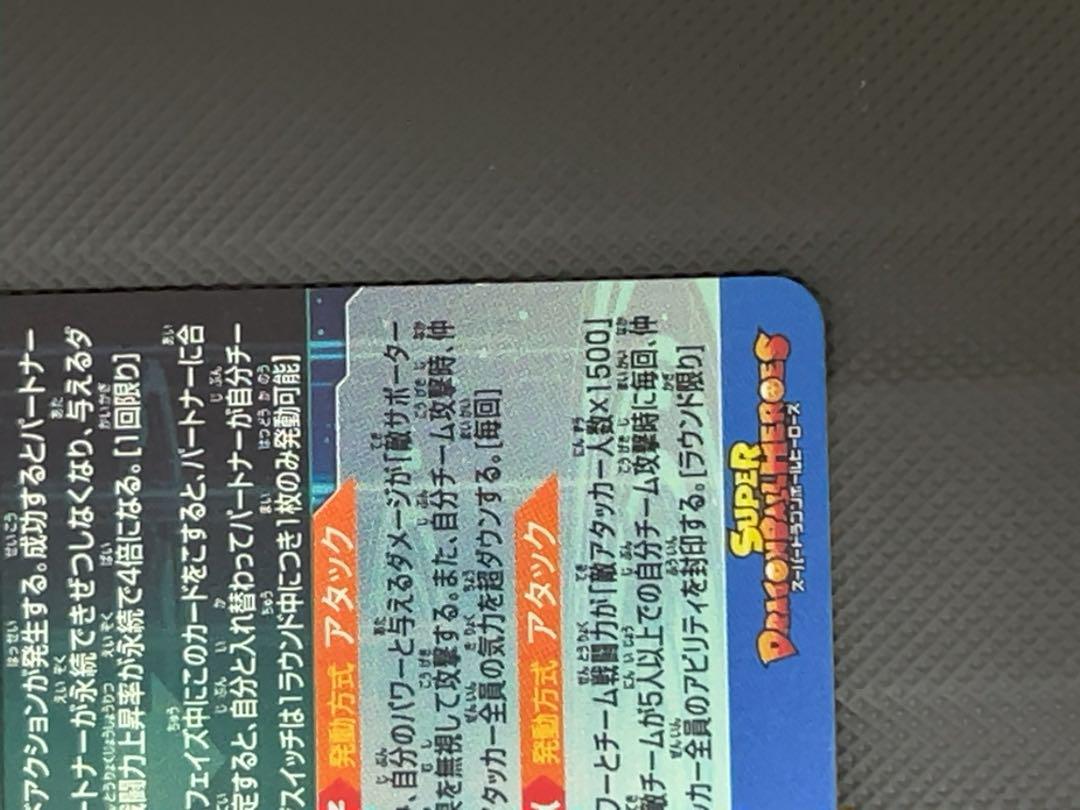 ドアクションが発生する。成功するとパートナー
ートナーが永続できぜつしなくなり、与えるダ
戦闘力上昇率が永続で4倍になる。[1回限り]
フェイズ中にこのカードをこすると、パートナーに合
定すると、自分と入れ替わってパートナーが自分チー
スイッチは1ラウンド中につき1枚のみ発動可能]
発動方式 アタック
、自分のパワーと与えるダメージが「敵サポーター
果を無視して攻撃する。また、自分チーム攻撃時、仲
タッカー全員の気力を超ダウンする。[毎回]
発動方式 アタック
ワーとチーム戦闘力が「敵アタッカー人数×1500」
敵チームが5人以上での自分チーム攻撃時に毎回、仲
ッカー全員のアビリティを封印する。[ラウンド限り]
SUPER
DRAGONBALL HEROES
スーパードラゴンボールヒーローズ